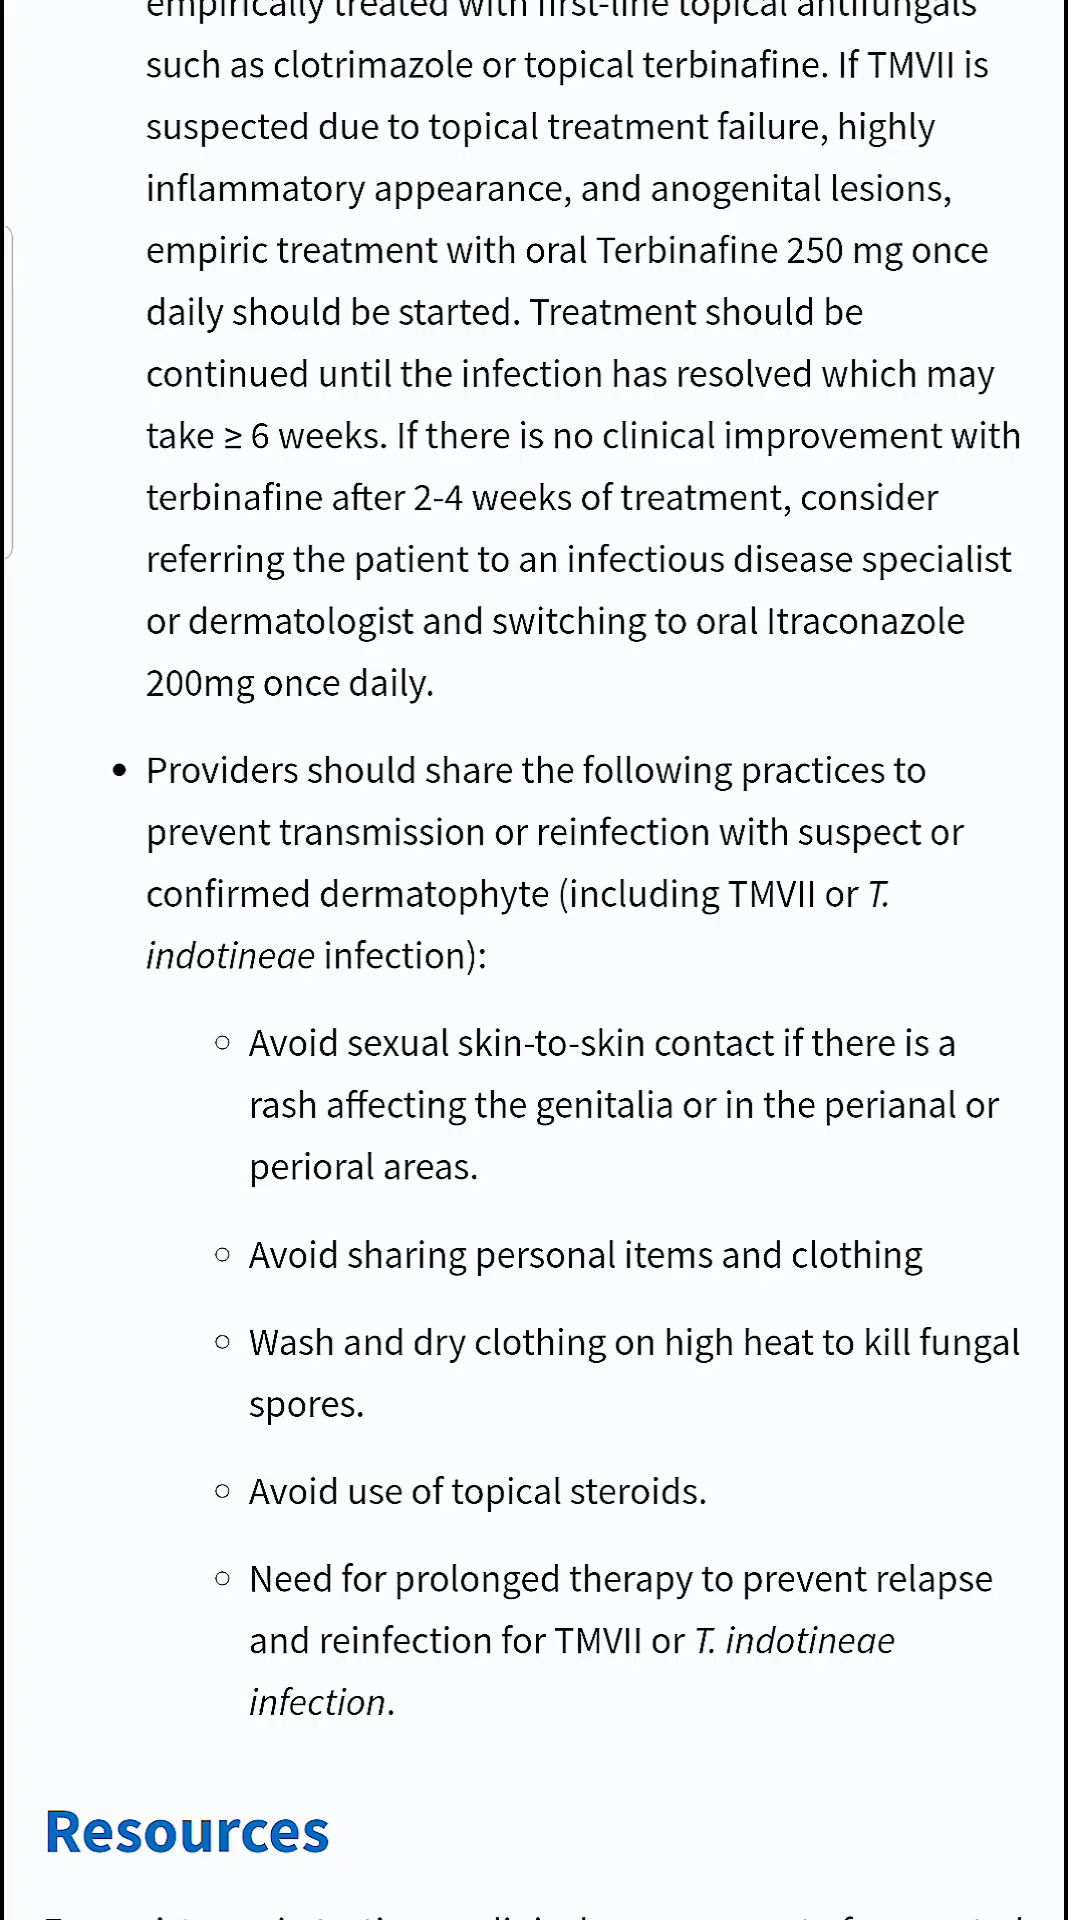 empirically treated with first-line topical antifungals
such as clotrimazole or topical terbinafine. If TMVII is
suspected due to topical treatment failure, highly
inflammatory appearance, and anogenital lesions,
empiric treatment with oral Terbinafine 250 mg once
daily should be started. Treatment should be
continued until the infection has resolved which may
take ≥ 6 weeks. If there is no clinical improvement with
terbinafine after 2-4 weeks of treatment, consider
referring the patient to an infectious disease specialist
or dermatologist and switching to oral Itraconazole
200mg once daily.
• Providers should share the following practices to
prevent transmission or reinfection with suspect or
confirmed dermatophyte (including TMVII or T.
indotineae infection):
○ Avoid sexual skin-to-skin contact if there is a
rash affecting the genitalia or in the perianal or
perioral areas.
○ Avoid sharing personal items and clothing
○ Wash and dry clothing on high heat to kill fungal
spores.
○ Avoid use of topical steroids.
○ Need for prolonged therapy to prevent relapse
and reinfection for TMVII or T. indotineae
infection.
Resources